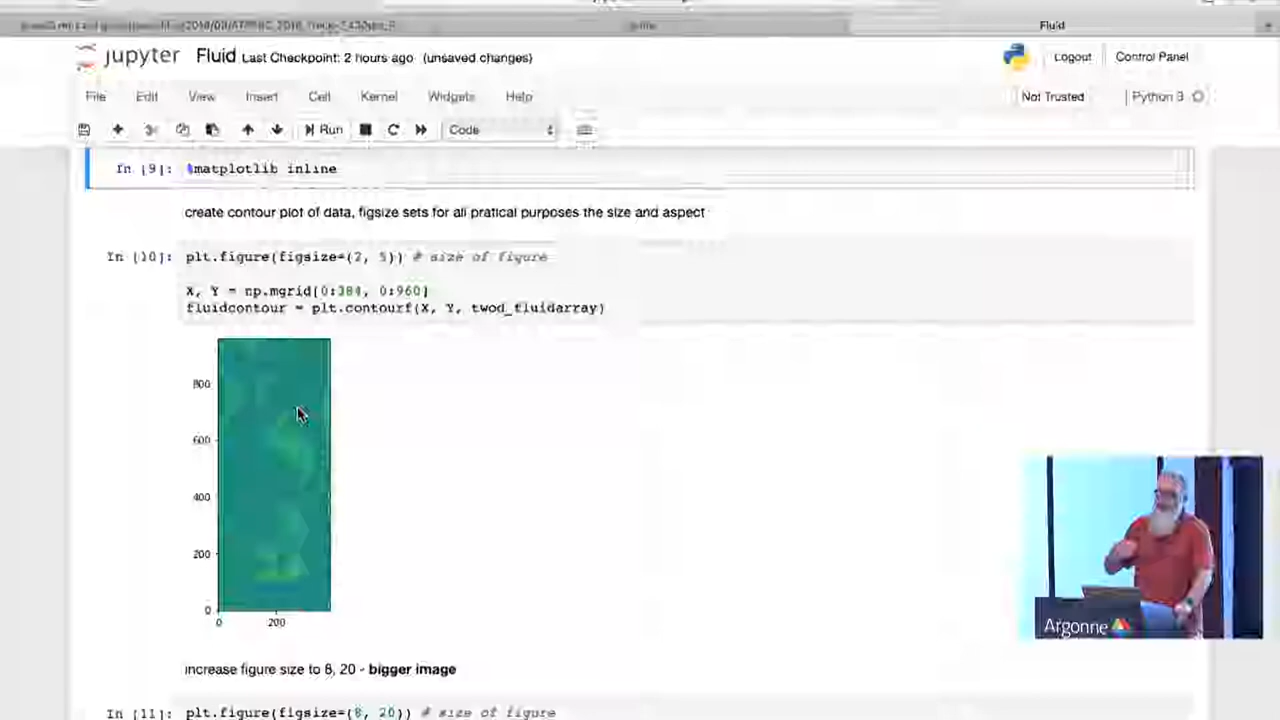 Fluid
jupyter Fluid Last Checkpoint: 2 hours ago (unsaved changes)
Logout Control Panel
File Edit View Insert Cell Kernel Widgets Help
Not Trusted Python 3
Run Code
In [9]: %matplotlib inline
create contour plot of data, figsize sets for all pratical purposes the size and aspect
In [10]: plt.figure(figsize=(2, 5)) # size of figure
X, Y = np.mgrid[0:384, 0:960]
fluidcontour = plt.contourf(X, Y, twod_fluidarray)
800
600
400
200
0
0 200
Argonne
increase figure size to 8, 20 - bigger image
In [11]: plt.figure(figsize=(8, 20)) # size of figure